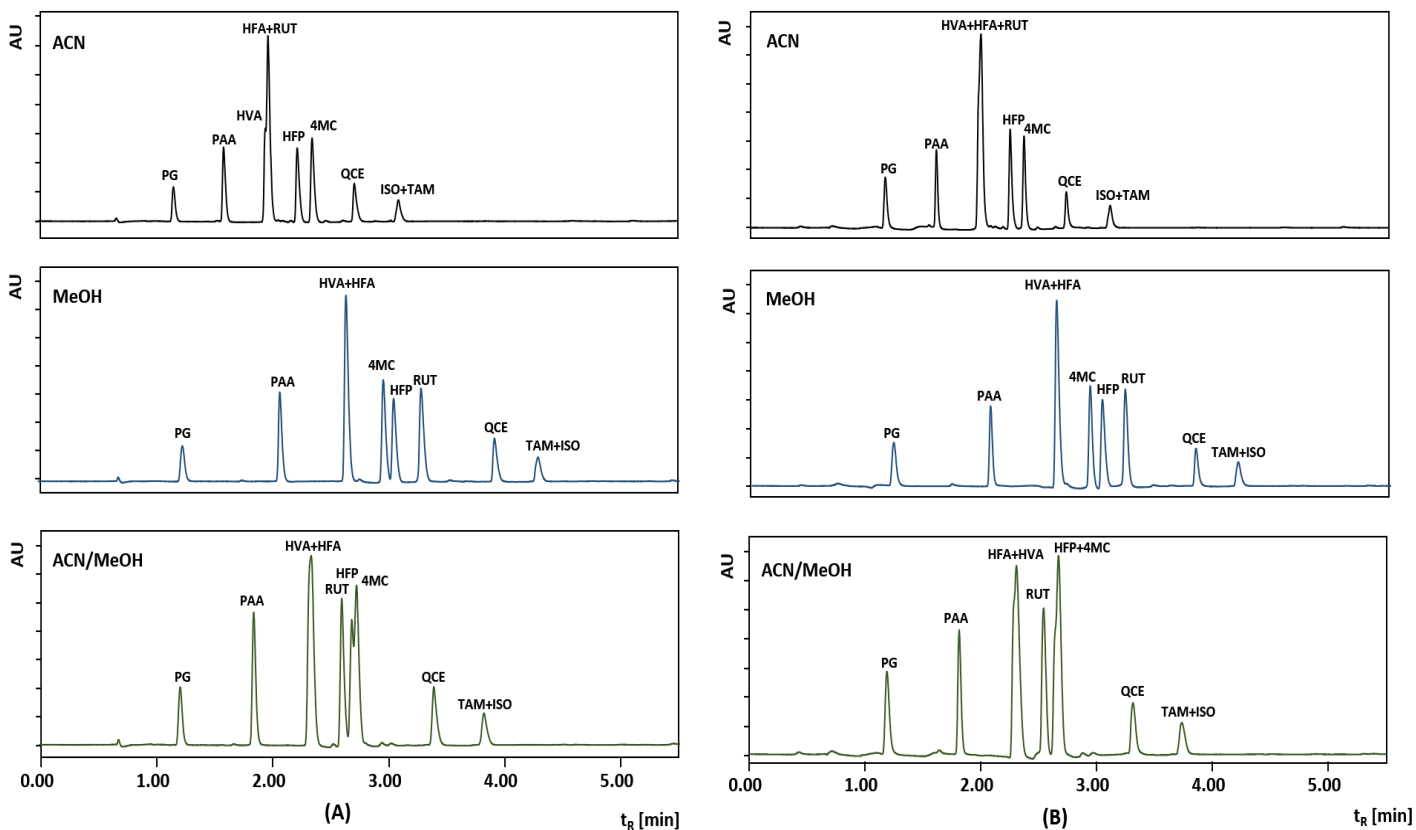 AU
ACN
HFA+RUT
HVA
PAA
HFP
4MC
PG
QCE
ISO+TAM
AU
MeOH
HVA+HFA
PAA
4MC
HFP
RUT
PG
QCE
TAM+ISO
AU
ACN/MeOH
HVA+HFA
PAA
RUT
HFP
4MC
PG
QCE
TAM+ISO
0.00 1.00 2.00 3.00 4.00 5.00
(A)
tR [min]
AU
ACN
HVA+HFA+RUT
PAA
HFP
4MC
PG
QCE
ISO+TAM
AU
MeOH
HVA+HFA
PAA
4MC
HFP
RUT
PG
QCE
TAM+ISO
AU
ACN/MeOH
HFA+HVA
HFP+4MC
RUT
PAA
PG
QCE
TAM+ISO
0.00 1.00 2.00 3.00 4.00 5.00
(B)
tR [min]